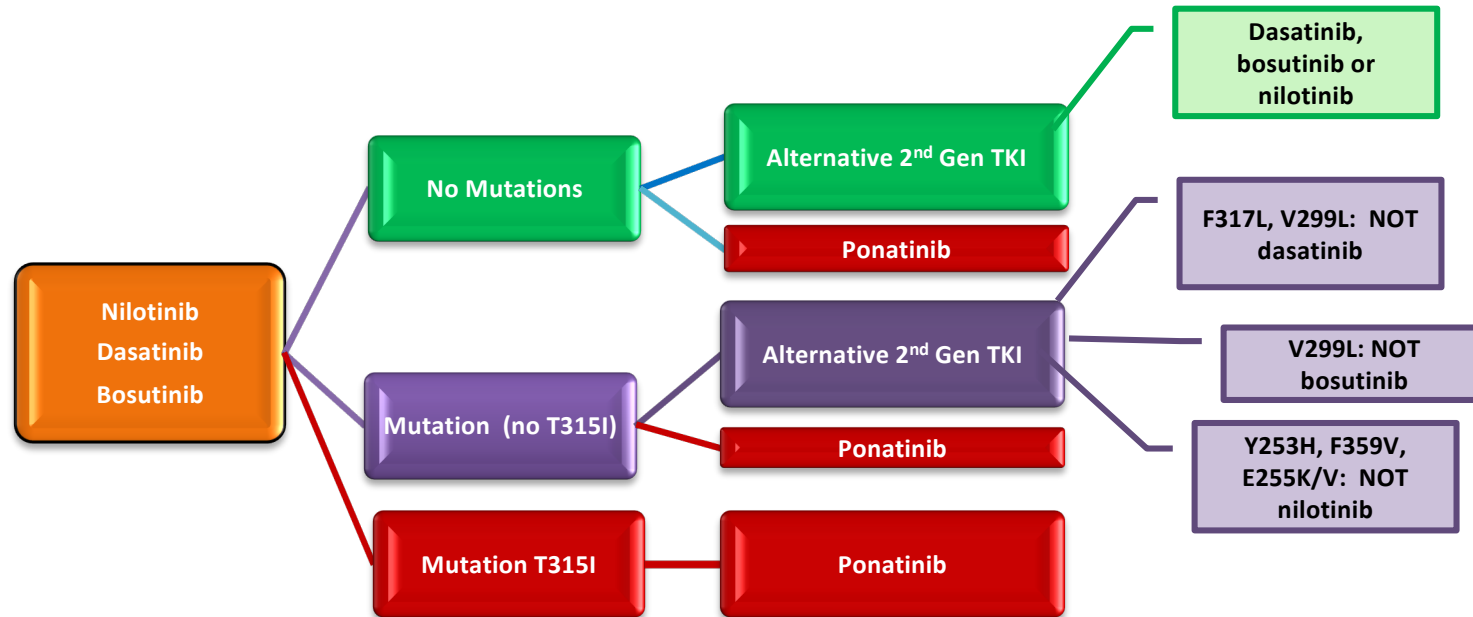 Nilotinib
Dasatinib
Bosutinib
No Mutations
Alternative 2nd Gen TKI
Dasatinib,
bosutinib or
nilotinib
Ponatinib
Mutation (no T315I)
Alternative 2nd Gen TKI
F317L, V299L: NOT
dasatinib
V299L: NOT
bosutinib
Y253H, F359V,
E255K/V: NOT
nilotinib
Ponatinib
Mutation T315I
Ponatinib